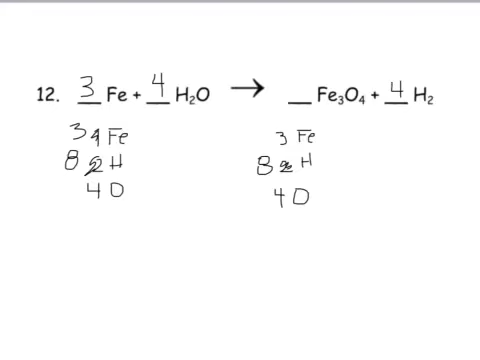 12. 3 Fe + 4 H₂O → __ Fe₃O₄ + 4 H₂
3 Fe 3 Fe
8 H 8 H
4 O 4 O